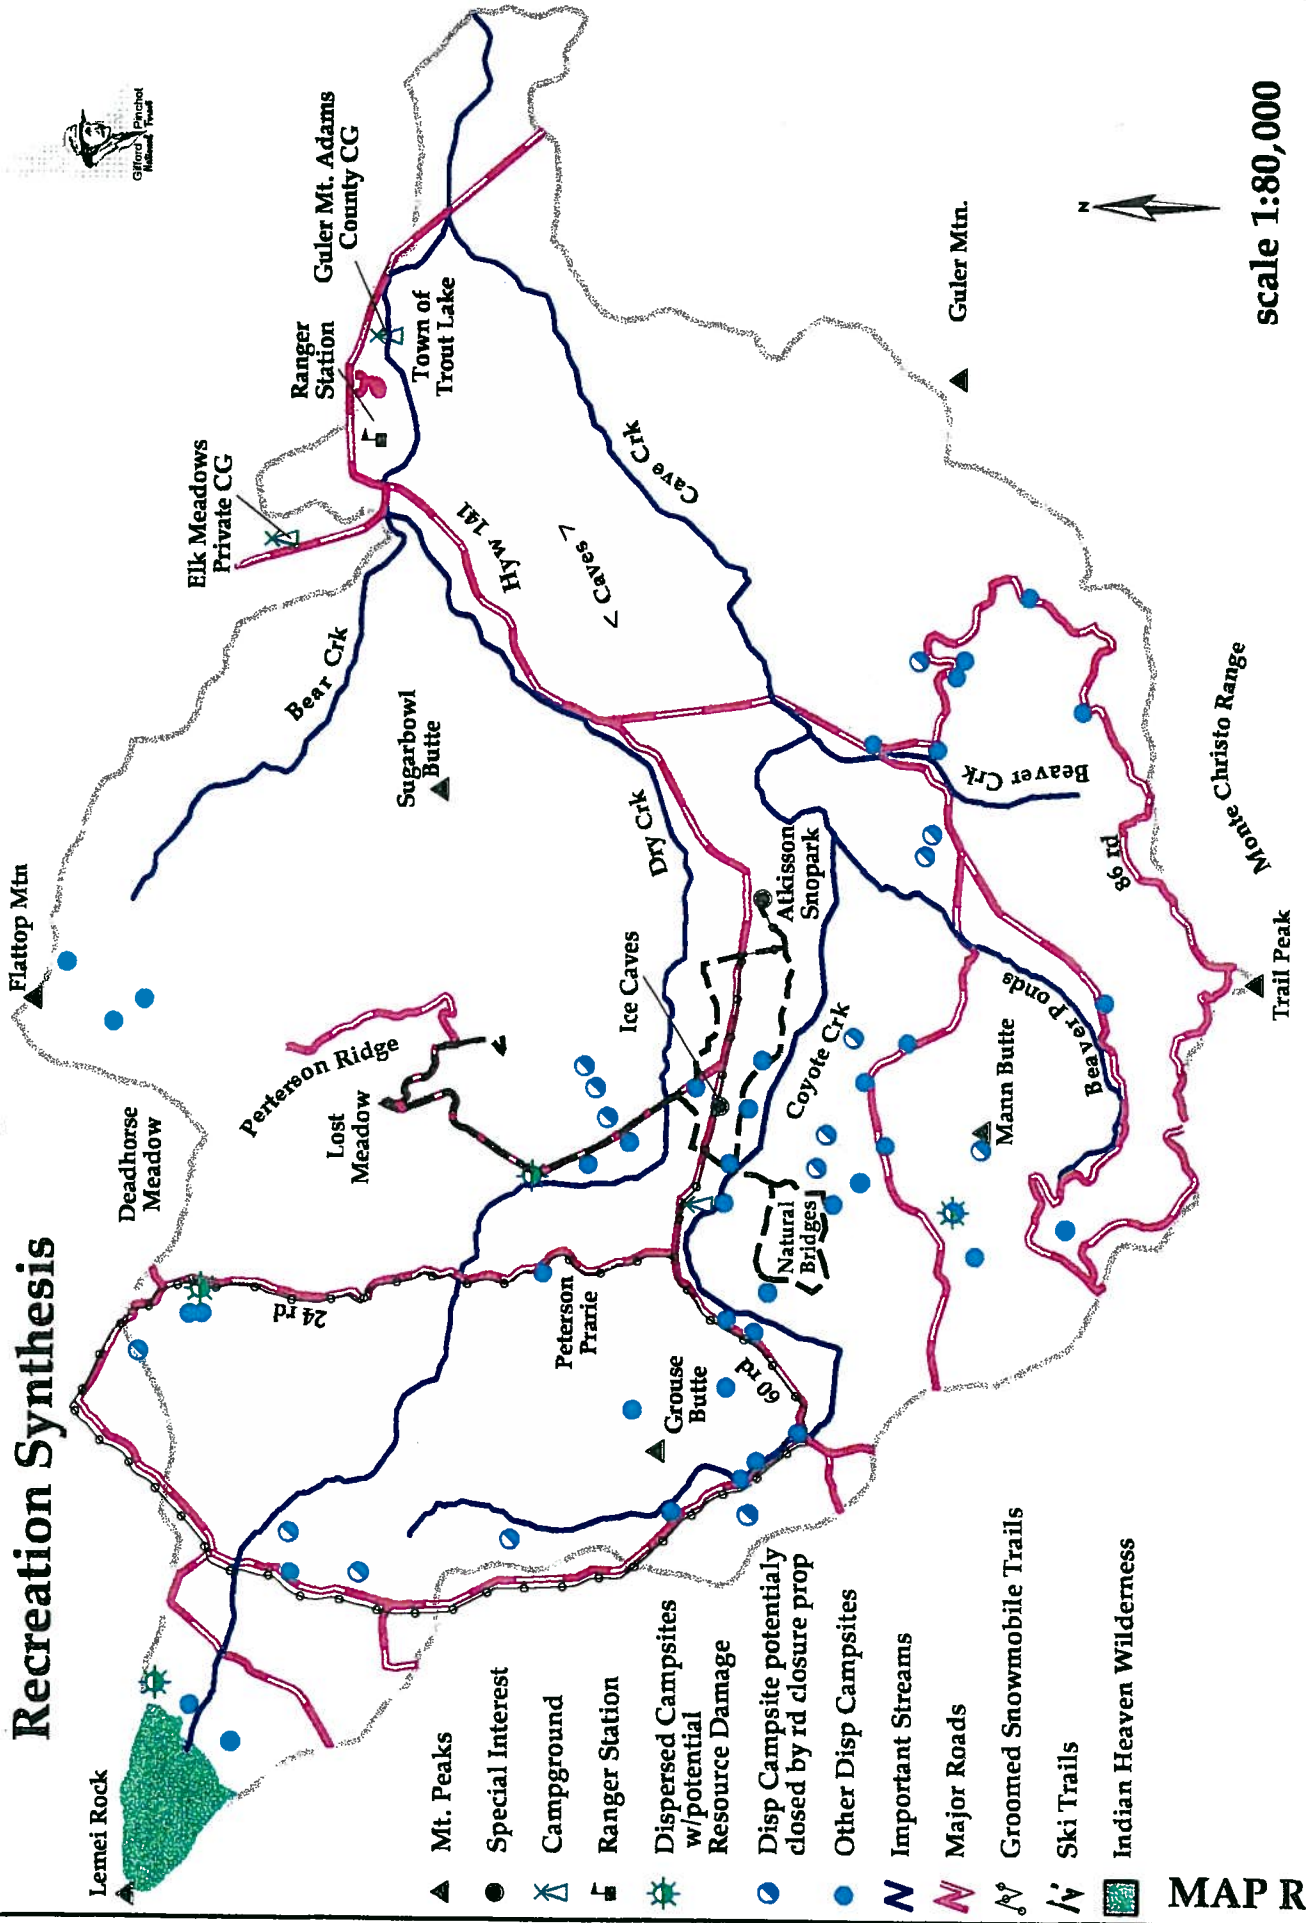 Recreation Synthesis
Gifford Pinchot
National Forest
Lemei Rock
Deadhorse
Meadow
Flattop Mtn
Perterson Ridge
Lost
Meadow
24 rd
Peterson
Prarie
Grouse
Butte
60 rd
Natural
Bridges
Ice Caves
Coyote Crk
Atkisson
Snopark
Dry Crk
Sugarbowl
Butte
Bear Crk
Elk Meadows
Private CG
Ranger
Station
Guler Mt. Adams
County CG
Town of
Trout Lake
Hyw 141
< Caves >
Cave Crk
Guler Mtn.
Beaver Crk
86 rd
Monte Christo Range
Trail Peak
Mann Butte
Beaver Ponds
N
scale 1:80,000
Mt. Peaks
Special Interest
Campground
Ranger Station
Dispersed Campsites
w/potential
Resource Damage
Disp Campsite potentialy
closed by rd closure prop
Other Disp Campsites
Important Streams
Major Roads
Groomed Snowmobile Trails
Ski Trails
Indian Heaven Wilderness
MAP R